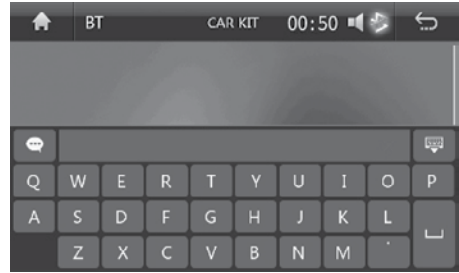 BT CAR KIT 00:50
Q W E R T Y U I O P
A S D F G H J K L
Z X C V B N M '